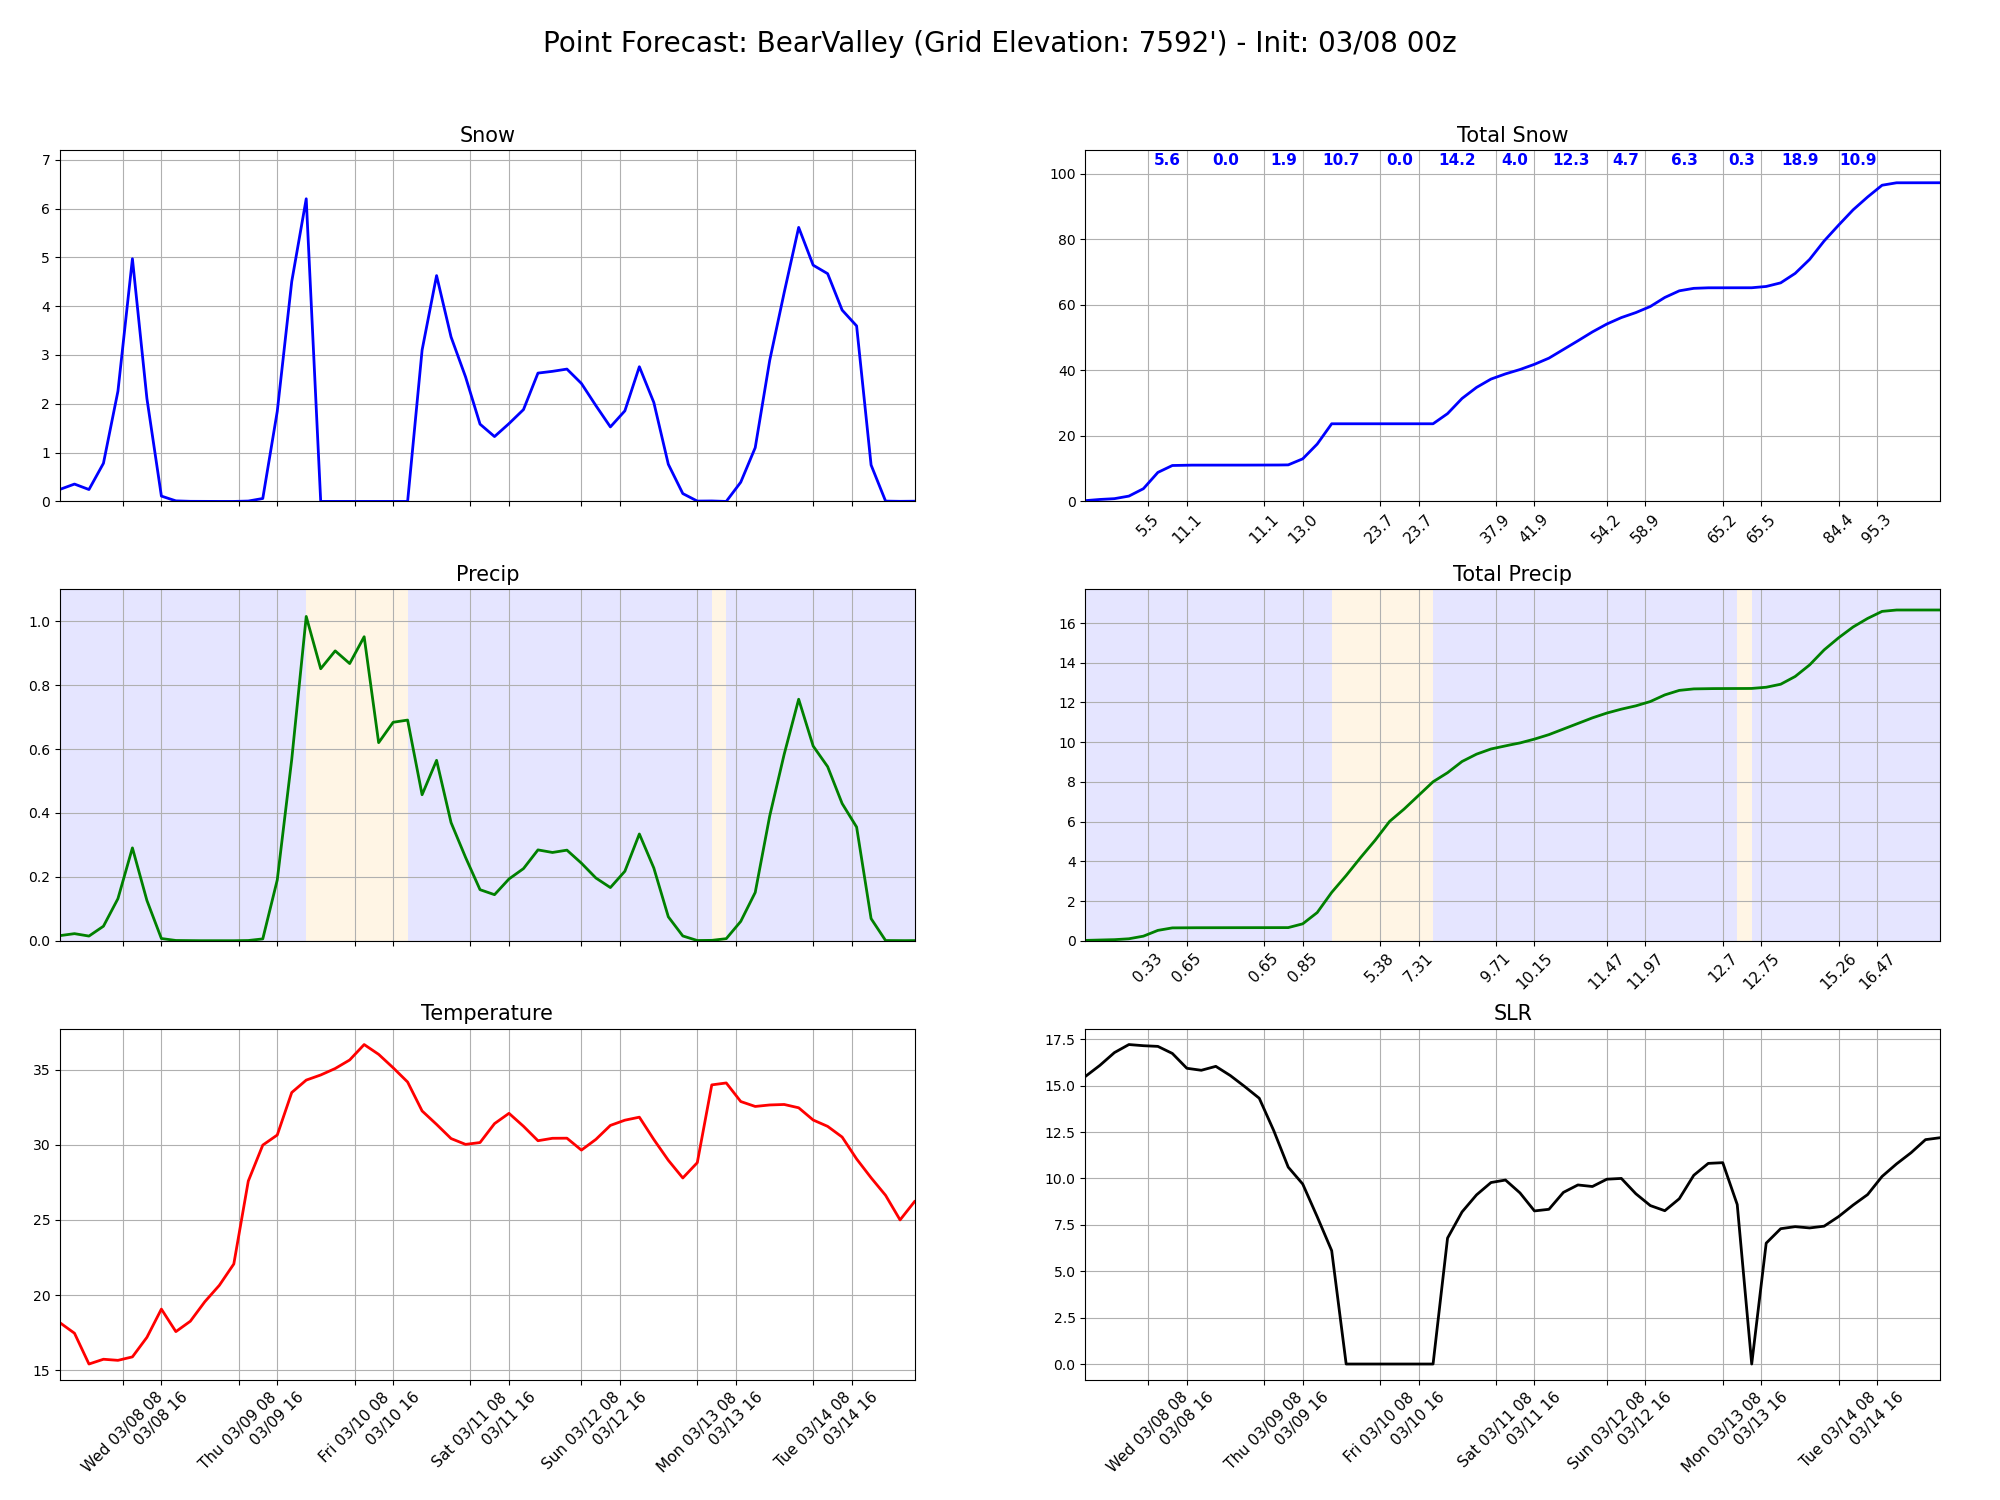 Point Forecast: BearValley (Grid Elevation: 7592') - Init: 03/08 00z
Snow
7
6
5
4
3
2
1
0
Total Snow
5.6 0.0 1.9 10.7 0.0 14.2 4.0 12.3 4.7 6.3 0.3 18.9 10.9
100
80
60
40
20
0
5.5 11.1 11.1 13.0 23.7 23.7 37.9 41.9 54.2 58.9 65.2 65.5 84.4 95.3
Precip
1.0
0.8
0.6
0.4
0.2
0.0
Total Precip
16
14
12
10
8
6
4
2
0
0.33 0.65 0.65 0.85 5.38 7.31 9.71 10.15 11.47 11.97 12.7 12.75 15.26 16.47
Temperature
35
30
25
20
15
Wed 03/08 08
03/08 16
Thu 03/09 08
03/09 16
Fri 03/10 08
03/10 16
Sat 03/11 08
03/11 16
Sun 03/12 08
03/12 16
Mon 03/13 08
03/13 16
Tue 03/14 08
03/14 16
SLR
17.5
15.0
12.5
10.0
7.5
5.0
2.5
0.0
Wed 03/08 08
03/08 16
Thu 03/09 08
03/09 16
Fri 03/10 08
03/10 16
Sat 03/11 08
03/11 16
Sun 03/12 08
03/12 16
Mon 03/13 08
03/13 16
Tue 03/14 08
03/14 16